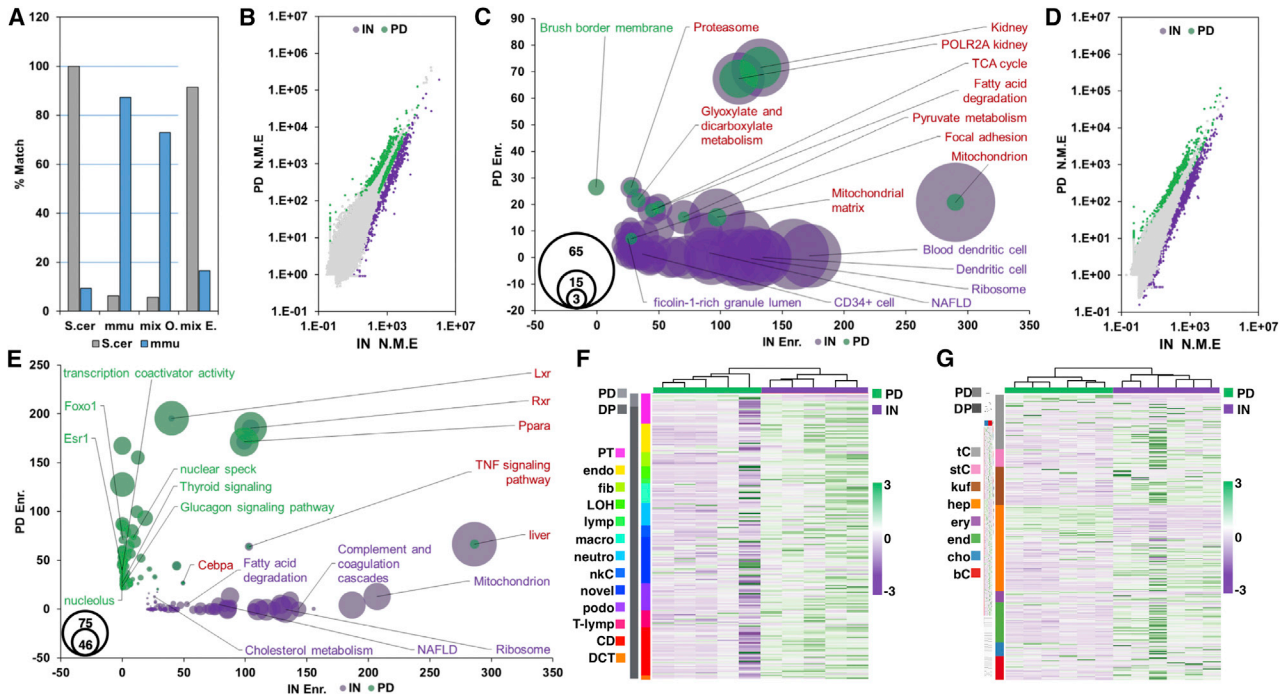 A
% Match
120
100
80
60
40
20
0
S.cer mmu mix O. mix E.
S.cer mmu
B
IN PD
PD N.M.E
1.E+07
1.E+06
1.E+05
1.E+04
1.E+03
1.E+02
1.E+01
1.E+00
1.E-01
1.E-01 1.E+03 1.E+07
IN N.M.E
C
PD Enr.
90
80
70
60
50
40
30
20
10
0
-10
-20
Brush border membrane
Proteasome
Kidney
POLR2A kidney
TCA cycle
Fatty acid
degradation
Glyoxylate and
dicarboxylate
metabolism
Pyruvate metabolism
Focal adhesion
Mitochondrion
Mitochondrial
matrix
Blood dendritic cell
Dendritic cell
Ribosome
NAFLD
CD34+ cell
ficolin-1-rich granule lumen
65
15
3
-50 0 50 100 150 200 250 300 350
IN Enr. IN PD
D
IN PD
PD N.M.E
1.E+07
1.E+06
1.E+05
1.E+04
1.E+03
1.E+02
1.E+01
1.E+00
1.E-01
1.E-01 1.E+03 1.E+07
IN N.M.E
E
PD Enr.
250
200
150
100
50
0
-50
transcription coactivator activity
Foxo1
Esr1
Lxr
Rxr
Ppara
nuclear speck
Thyroid signaling
Glucagon signaling pathway
TNF signaling
pathway
liver
Cebpa
Fatty acid
degradation
Complement and
coagulation
cascades
Mitochondrion
nucleolus
Cholesterol metabolism
NAFLD
Ribosome
75
46
-50 0 50 100 150 200 250 300 350
IN Enr. IN PD
F
PD
DP
PT
endo
fib
LOH
lymp
macro
neutro
nkC
novel
podo
T-lymp
CD
DCT
PD
IN
3
0
-3
G
PD
DP
tC
stC
kuf
hep
ery
end
cho
bC
PD
IN
3
0
-3